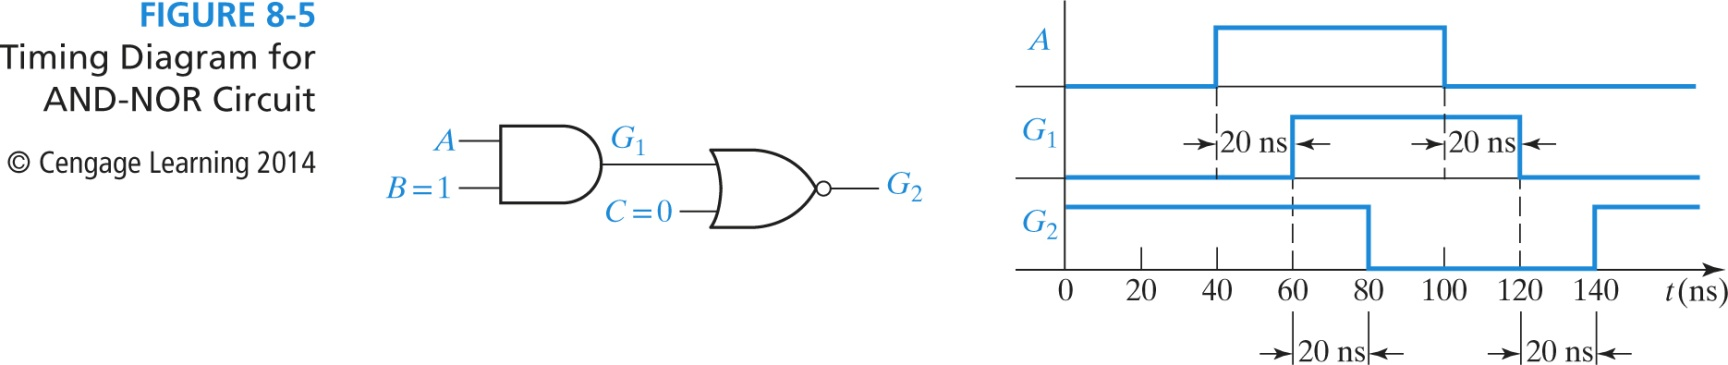 FIGURE 8-5
Timing Diagram for
AND-NOR Circuit
© Cengage Learning 2014
A
B=1
G₁
C=0
G₂
A
G₁
20 ns
20 ns
G₂
0 20 40 60 80 100 120 140 t(ns)
20 ns
20 ns